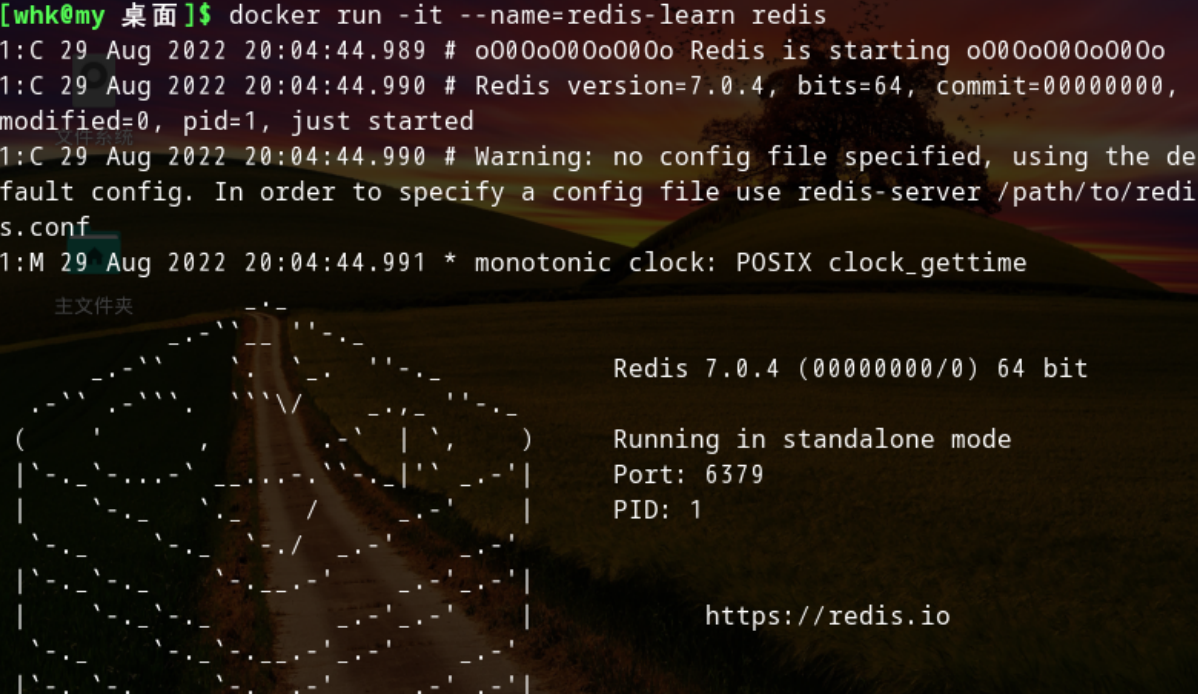 [whk@my 桌面]$ docker run -it --name=redis-learn redis
1:C 29 Aug 2022 20:04:44.989 # oO0OoO0OoO0Oo Redis is starting oO0OoO0OoO0Oo
1:C 29 Aug 2022 20:04:44.990 # Redis version=7.0.4, bits=64, commit=00000000,
modified=0, pid=1, just started
文件系统
1:C 29 Aug 2022 20:04:44.990 # Warning: no config file specified, using the de
fault config. In order to specify a config file use redis-server /path/to/redi
s.conf
1:M 29 Aug 2022 20:04:44.991 * monotonic clock: POSIX clock_gettime
主文件夹
Redis 7.0.4 (00000000/0) 64 bit
Running in standalone mode
Port: 6379
PID: 1
https://redis.io